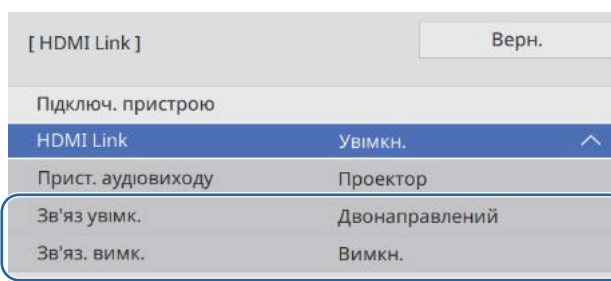 [ HDMI Link ] Верн.
Підключ. пристрою
HDMI Link Увімкн.
Прист. аудіовиходу Проектор
Зв'яз увімк. Двонаправлений
Зв'яз. вимк. Вимкн.